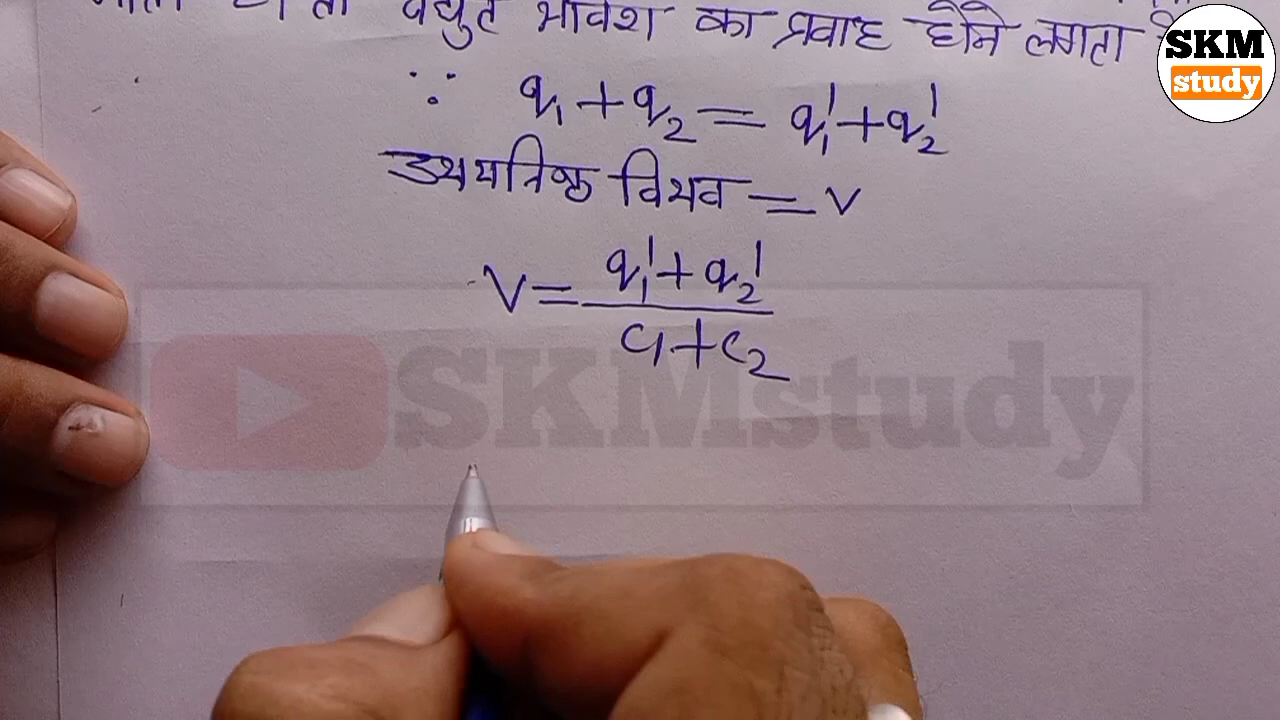 विद्युत आवेश का प्रवाह होने लगता
SKM
study
∵ q₁ + q₂ = q₁' + q₂'
उभयनिष्ठ विभव = V
V = (q₁' + q₂') / (C₁ + C₂)
SKMstudy